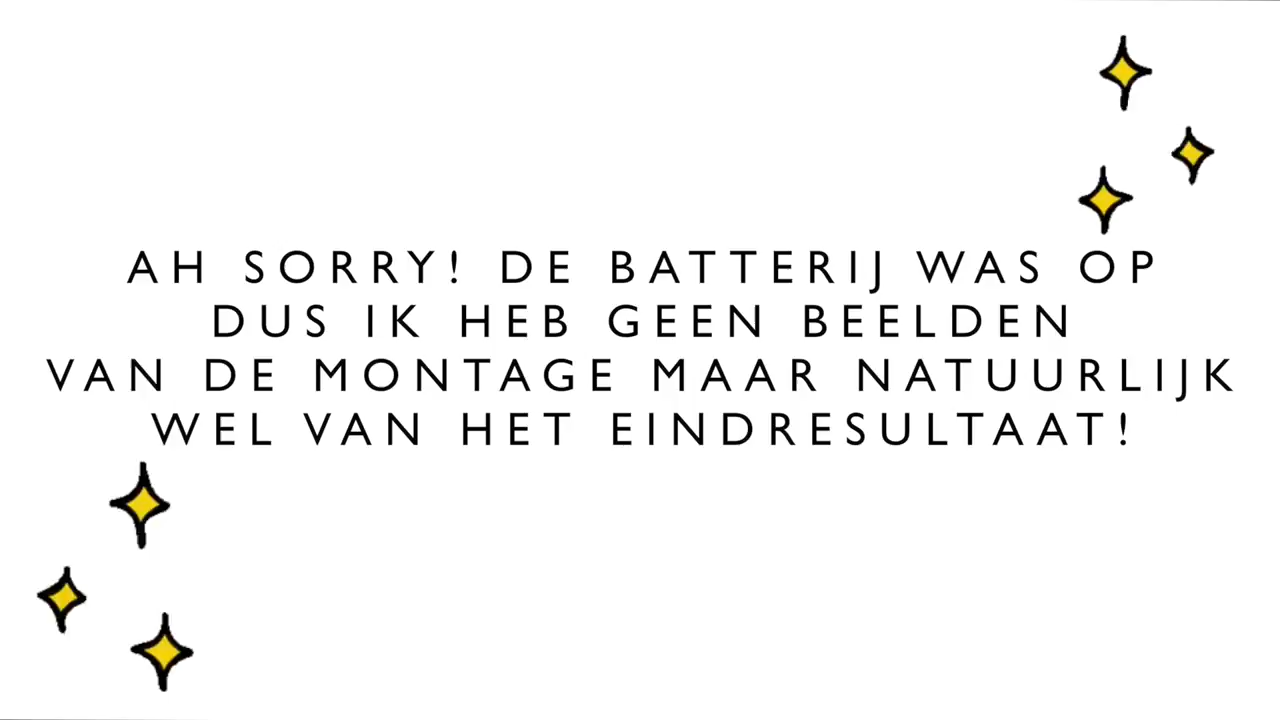 AH SORRY! DE BATTERIJ WAS OP
DUS IK HEB GEEN BEELDEN
VAN DE MONTAGE MAAR NATUURLIJK
WEL VAN HET EINDRESULTAAT!